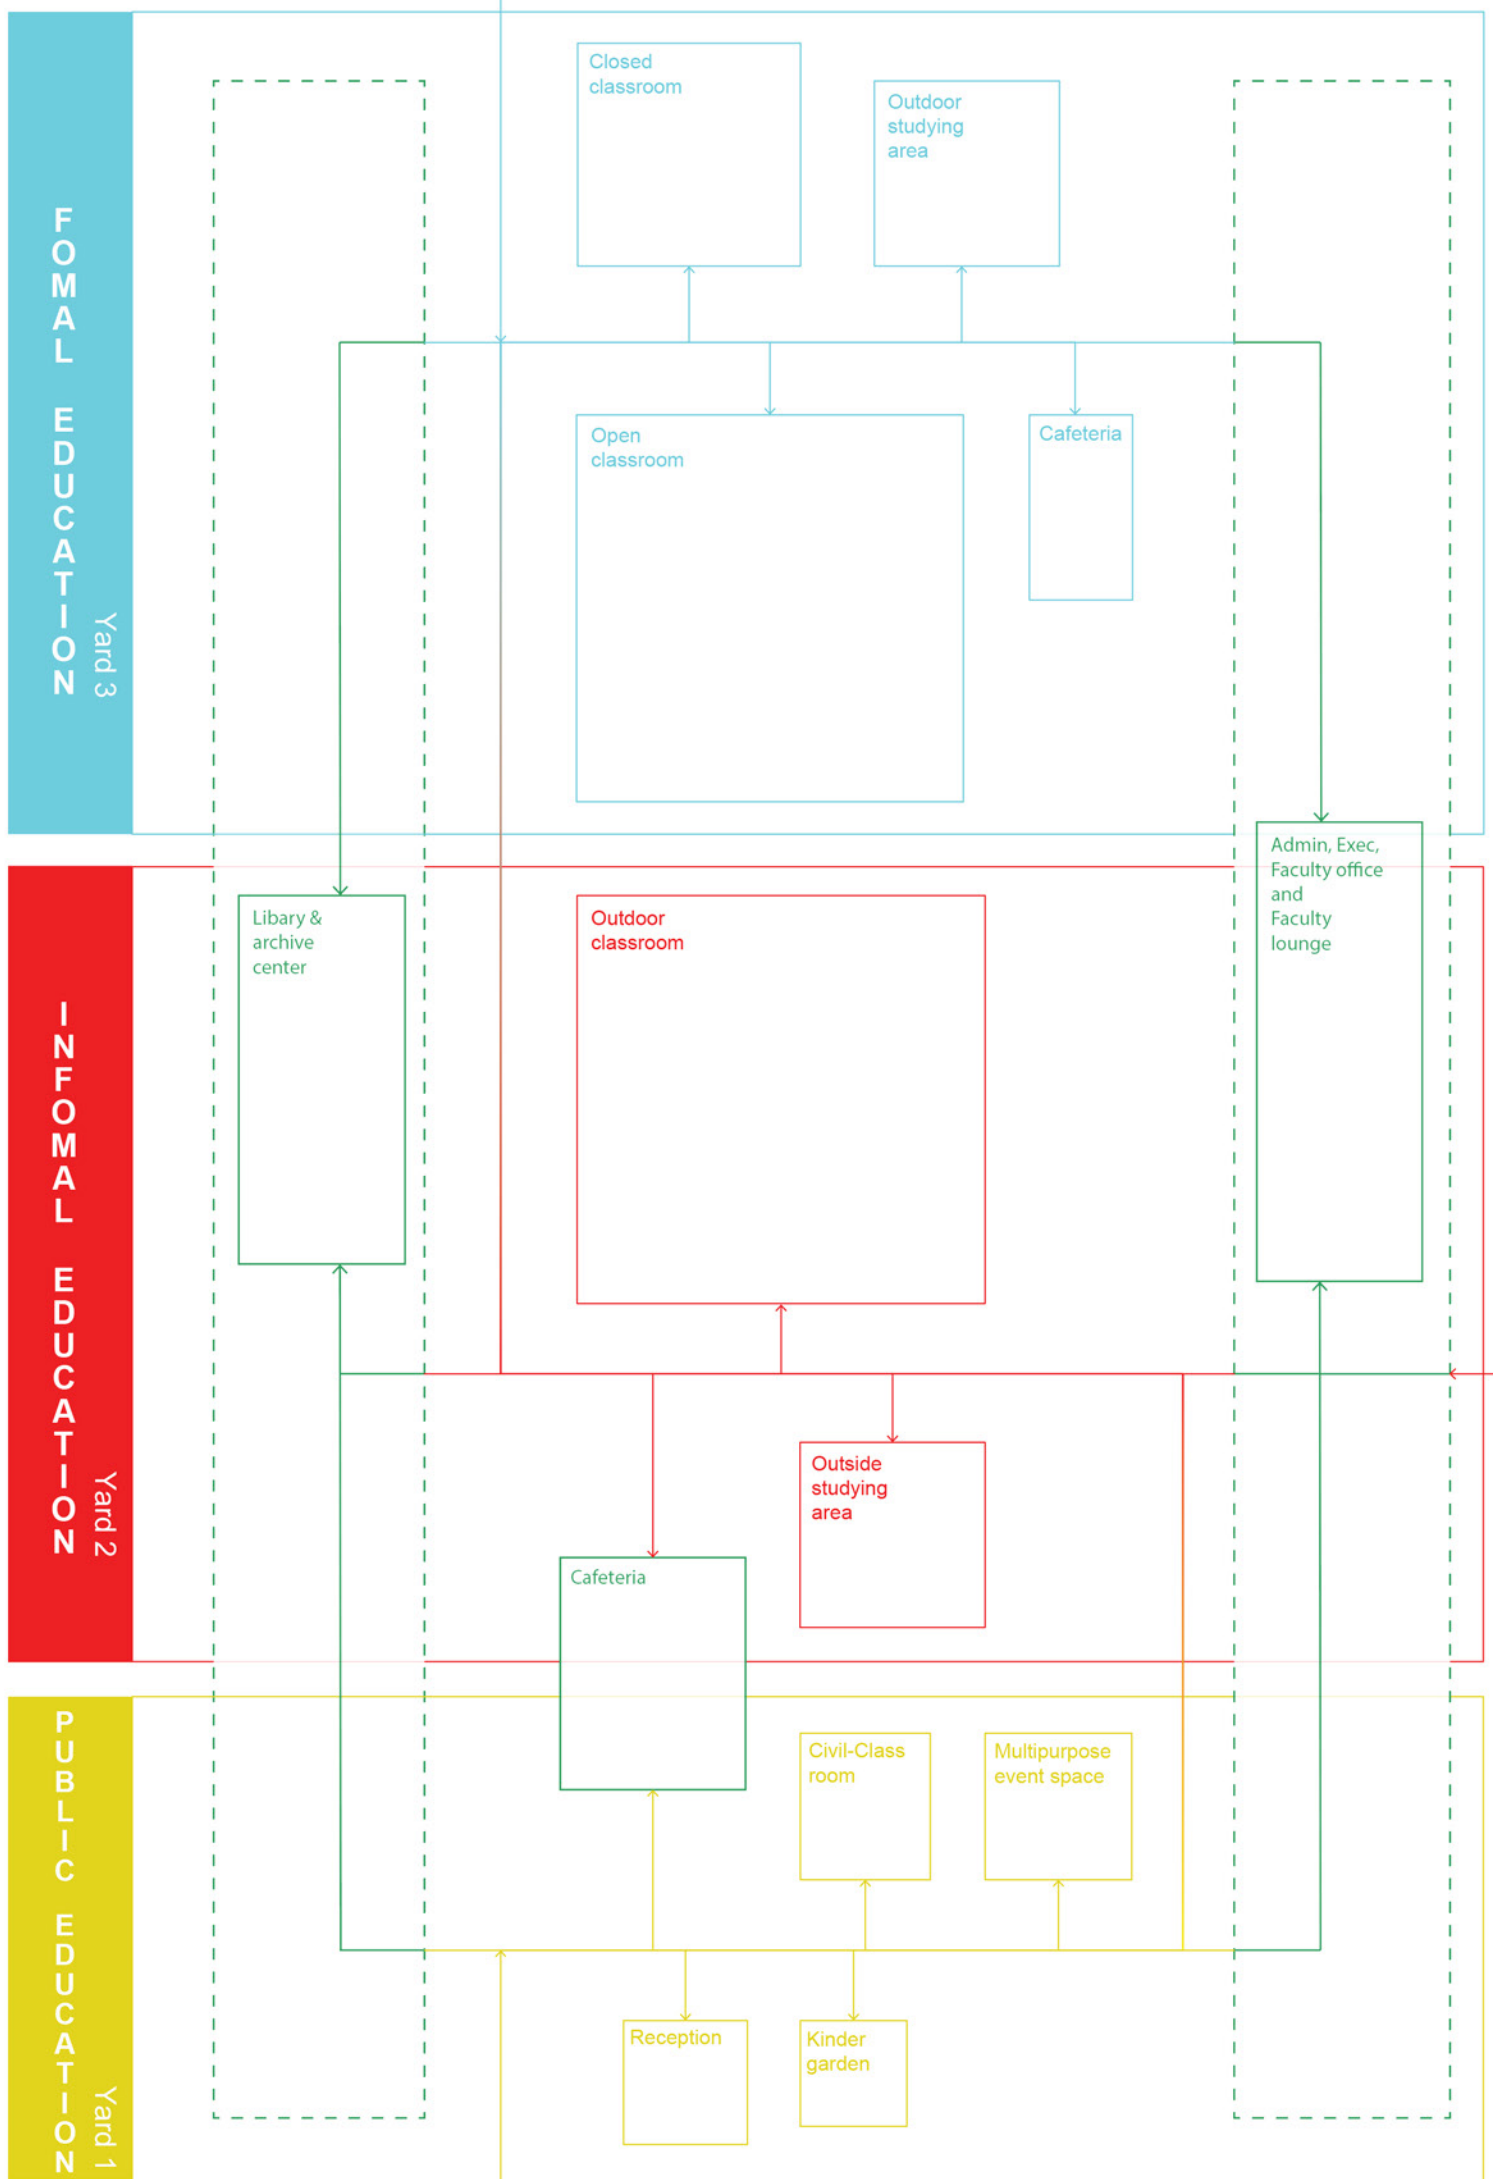 FOMAL EDUCATION
Yard 3
Closed
classroom
Outdoor
studying
area
Open
classroom
Cafeteria
INFOMAL EDUCATION
Yard 2
Libary &
archive
center
Outdoor
classroom
Admin, Exec,
Faculty office
and
Faculty
lounge
Outside
studying
area
Cafeteria
PUBLIC EDUCATION
Yard 1
Civil-Class
room
Multipurpose
event space
Reception
Kinder
garden